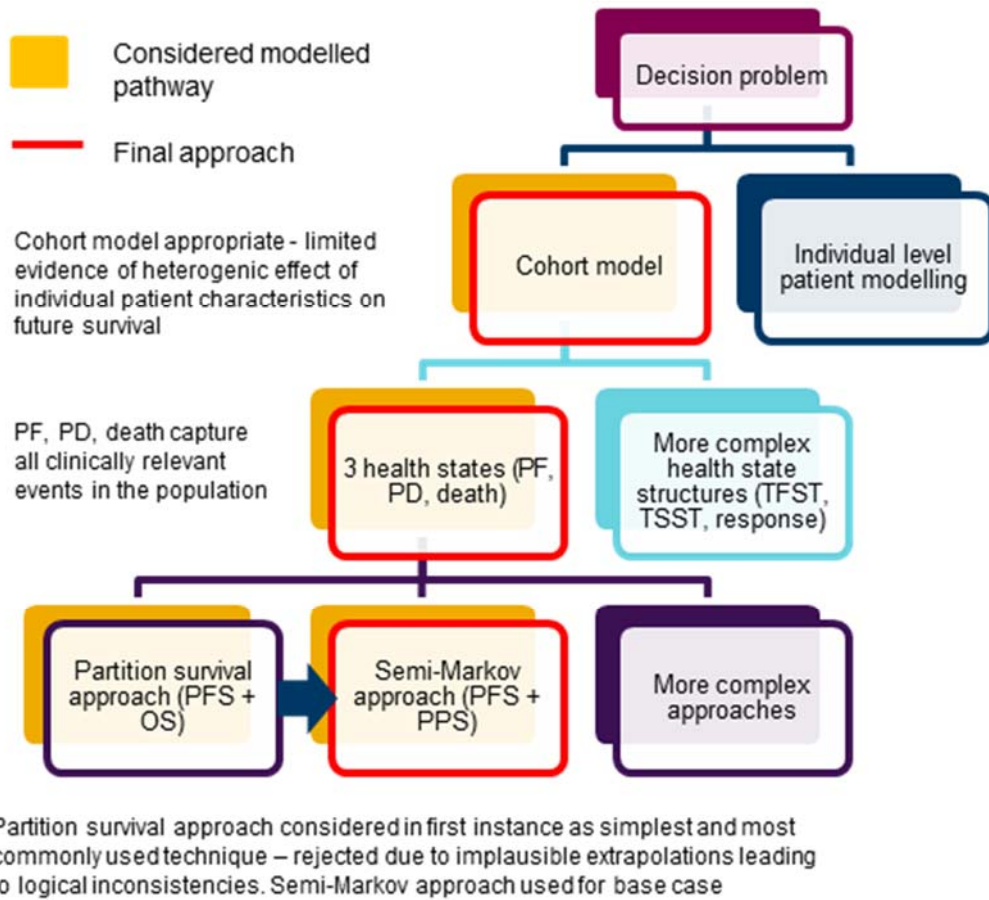 Considered modelled
pathway
Final approach
Decision problem
Cohort model appropriate - limited
evidence of heterogenic effect of
individual patient characteristics on
future survival
Cohort model
Individual level
patient modelling
PF, PD, death capture
all clinically relevant
events in the population
3 health states (PF,
PD, death)
More complex
health state
structures (TFST,
TSST, response)
Partition survival
approach (PFS +
OS)
Semi-Markov
approach (PFS +
PPS)
More complex
approaches
Partition survival approach considered in first instance as simplest and most
commonly used technique – rejected due to implausible extrapolations leading
to logical inconsistencies. Semi-Markov approach used for base case